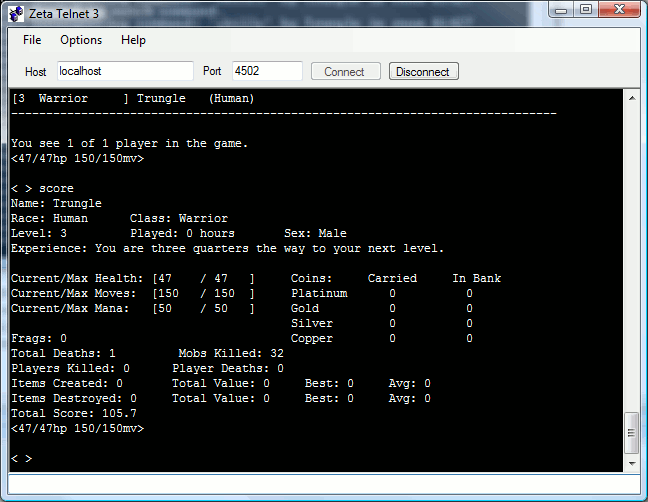 Zeta Telnet 3
File Options Help
Host localhost Port 4502 Connect Disconnect
[3  Warrior     ] Trungle   (Human)
------------------------------------------------------------------------------
You see 1 of 1 player in the game.
<47/47hp 150/150mv>
< > score
Name: Trungle
Race: Human      Class: Warrior
Level: 3         Played: 0 hours       Sex: Male
Experience: You are three quarters the way to your next level.
Current/Max Health: [47    / 47   ]     Coins:     Carried     In Bank
Current/Max Moves:  [150   / 150  ]     Platinum      0          0
Current/Max Mana:   [50    / 50   ]     Gold          0          0
Silver        0          0
Frags: 0                                Copper        0          0
Total Deaths: 1         Mobs Killed: 32
Players Killed: 0      Player Deaths: 0
Items Created: 0       Total Value: 0     Best: 0     Avg: 0
Items Destroyed: 0     Total Value: 0     Best: 0     Avg: 0
Total Score: 105.7
<47/47hp 150/150mv>
< >